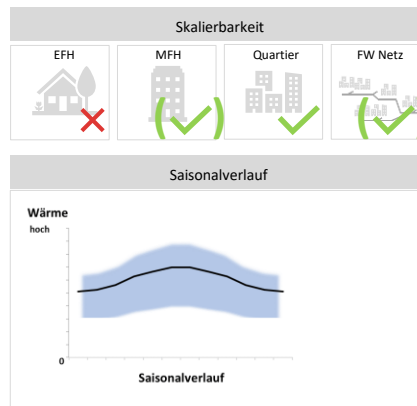 Skalierbarkeit
EFH MFH Quartier FW Netz
Saisonalverlauf
Wärme
hoch
0
Saisonalverlauf